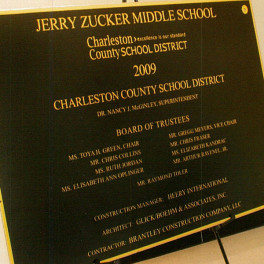 JERRY ZUCKER MIDDLE SCHOOL
Charleston excellence is our standard
County SCHOOL DISTRICT
2009
CHARLESTON COUNTY SCHOOL DISTRICT
DR. NANCY J. McGINLEY, SUPERINTENDENT
BOARD OF TRUSTEES
MS. TOYA H. GREEN, CHAIR
MR. GREGG MEYERS, VICE CHAIR
MR. CHRIS COLLINS
MR. CHRIS FRASER
MS. RUTH JORDAN
MS. ELIZABETH KANDRAC
MS. ELISABETH ANN OPLINGER
MR. ARTHUR RAVENEL, JR.
MR. RAYMOND TOLER
CONSTRUCTION MANAGER HEERY INTERNATIONAL
ARCHITECT GLICK/BOEHM & ASSOCIATES, INC
CONTRACTOR BRANTLEY CONSTRUCTION COMPANY, LLC